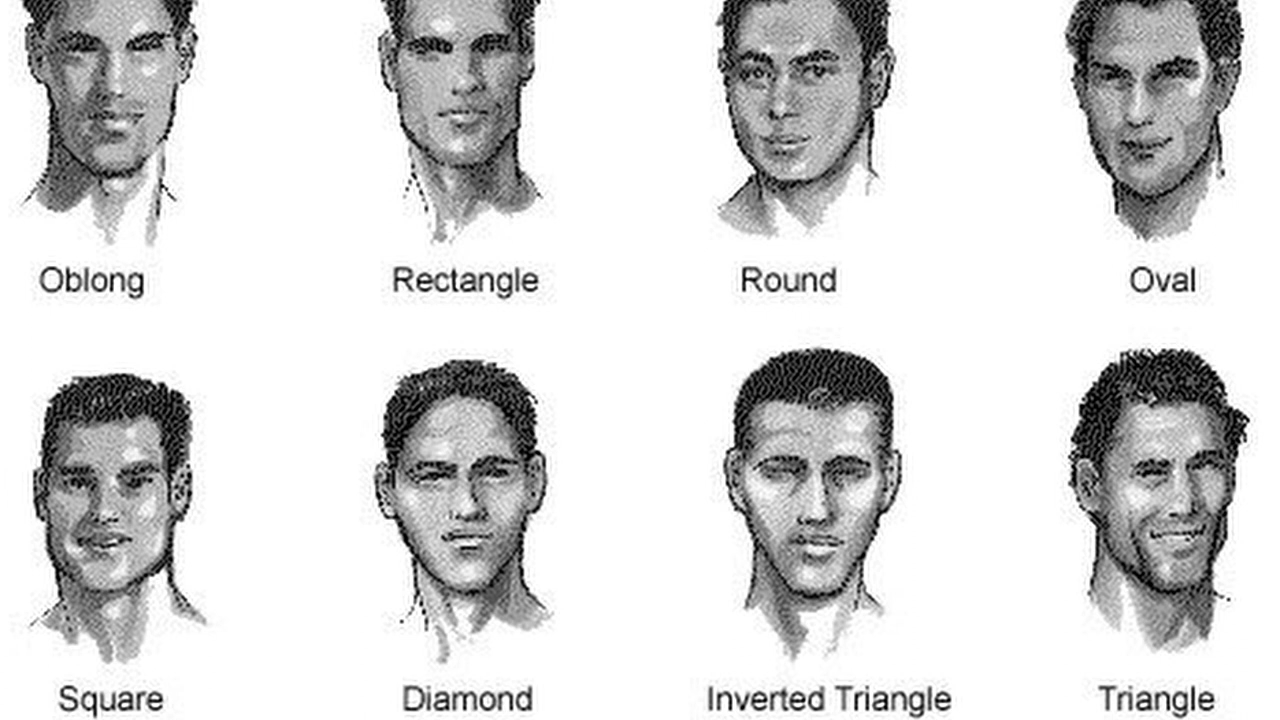 Oblong
Rectangle
Round
Oval
Square
Diamond
Inverted Triangle
Triangle